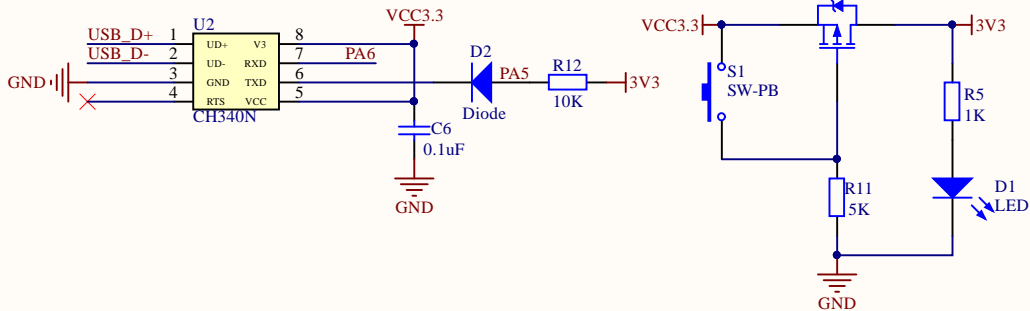 VCC3.3
U2
USB_D+ 1 UD+ V3 8
USB_D- 2 UD- RXD 7 PA6
GND 3 GND TXD 6
4 RTS VCC 5
CH340N
D2
Diode
PA5
R12
10K
3V3
C6
0.1uF
GND
VCC3.3
3V3
S1
SW-PB
R5
1K
R11
5K
D1
LED
GND